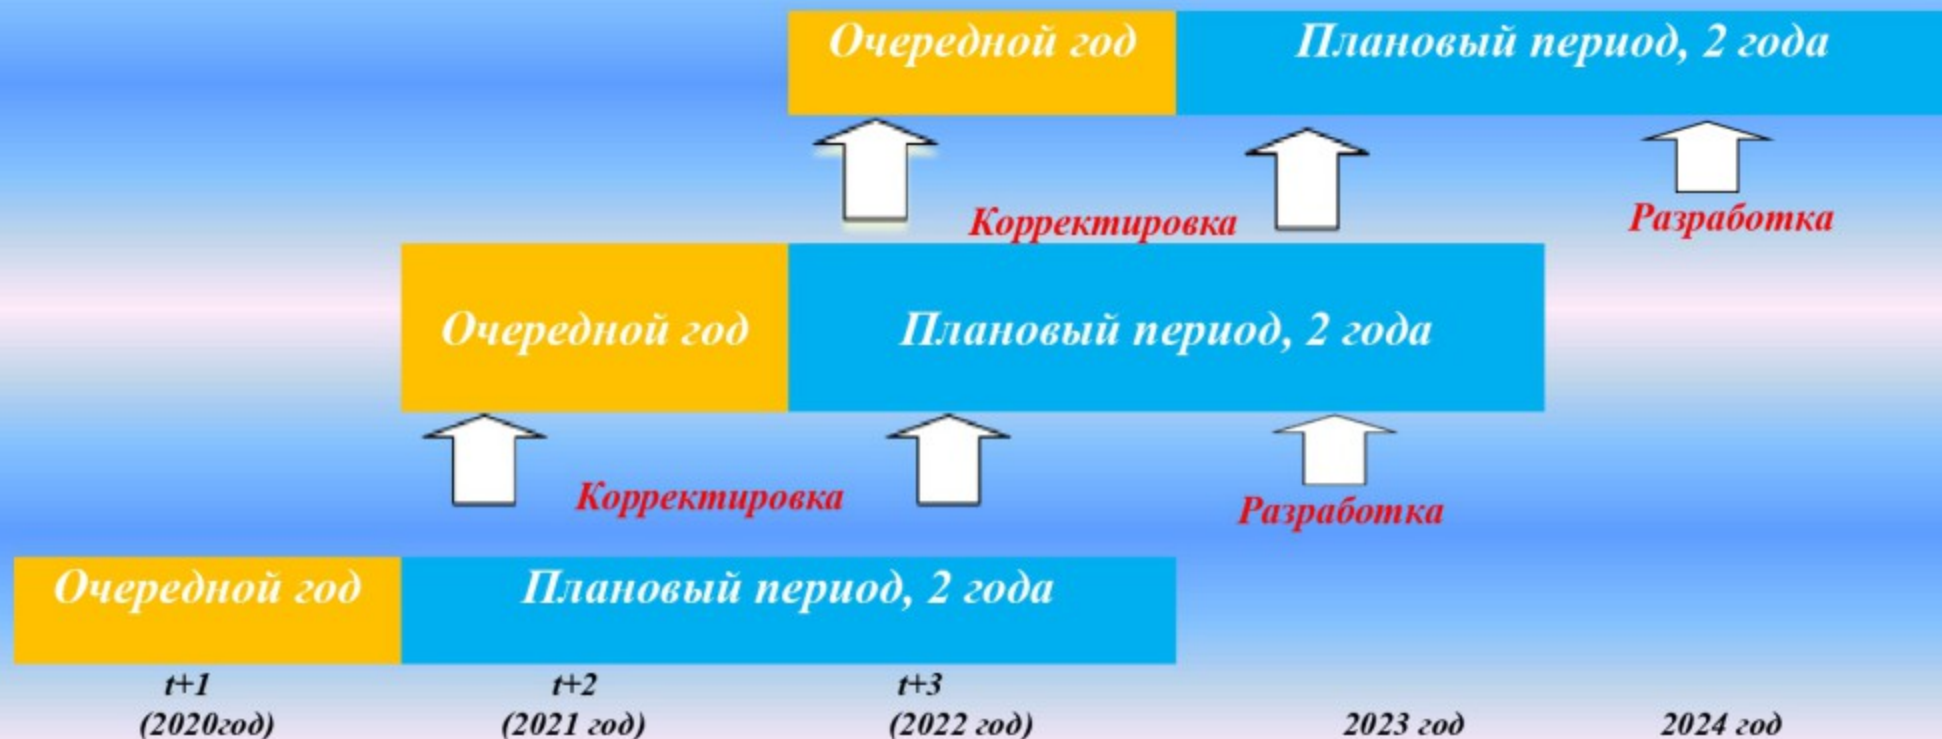 Очередной год
Плановый период, 2 года
Корректировка
Разработка
Очередной год
Плановый период, 2 года
Корректировка
Разработка
Очередной год
Плановый период, 2 года
t+1
t+2
t+3
(2020год)
(2021 год)
(2022 год)
2023 год
2024 год